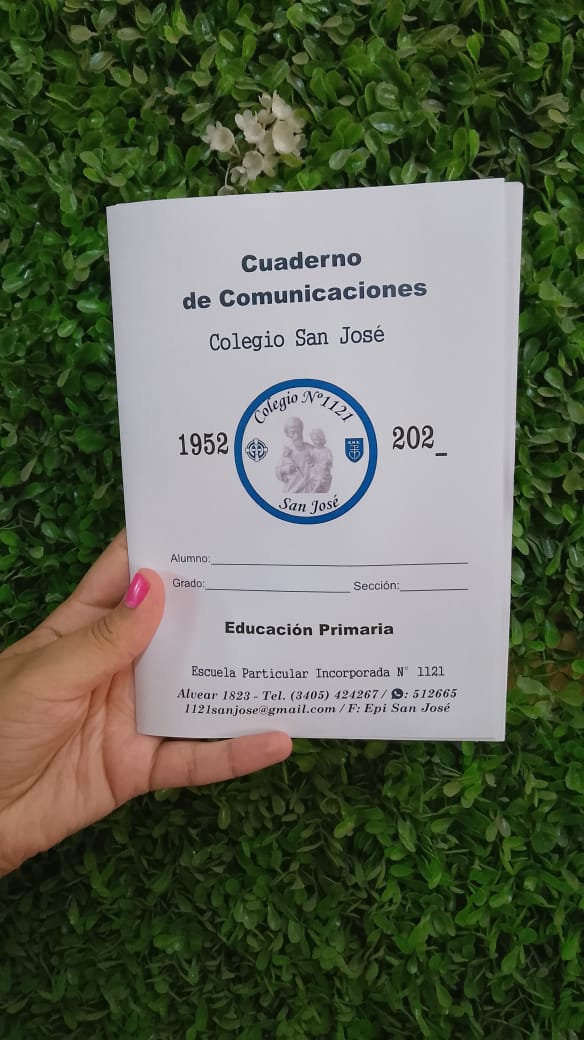 Cuaderno
de Comunicaciones
Colegio San José
Colegio Nº1121
1952
202_
San José
Alumno:
Grado: Sección:
Educación Primaria
Escuela Particular Incorporada N° 1121
Alvear 1823 - Tel. (3405) 424267 / : 512665
1121sanjose@gmail.com / F: Epi San José